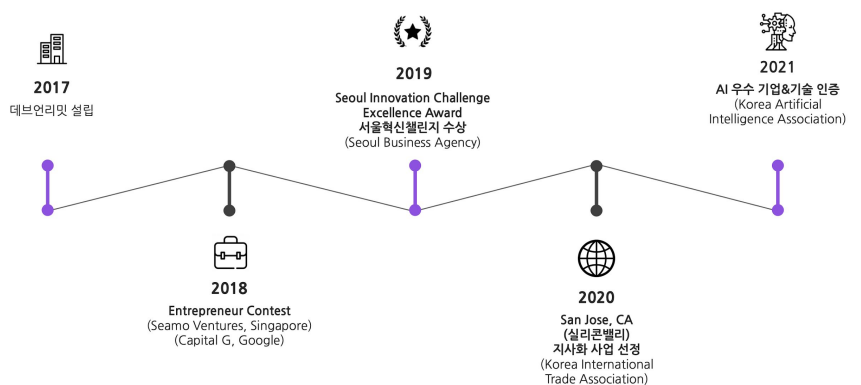 2017
데브언리밋 설립
2018
Entrepreneur Contest
(Seamo Ventures, Singapore)
(Capital G, Google)
2019
Seoul Innovation Challenge
Excellence Award
서울혁신챌린지 수상
(Seoul Business Agency)
2020
San Jose, CA
(실리콘밸리)
지사화 사업 선정
(Korea International
Trade Association)
2021
AI 우수 기업&기술 인증
(Korea Artificial
Intelligence Association)